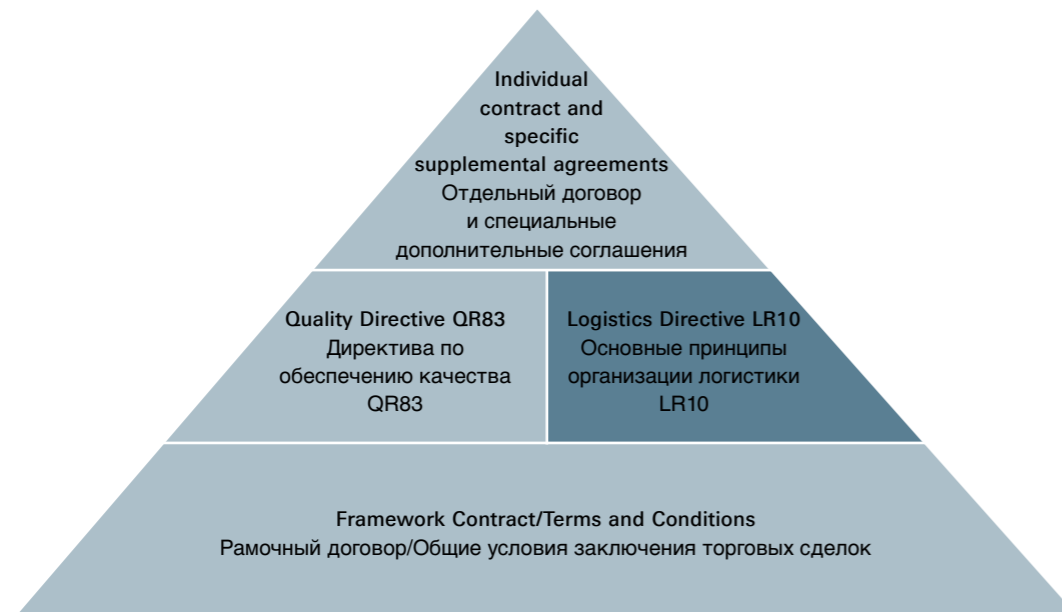 Individual
contract and
specific
supplemental agreements
Отдельный договор
и специальные
дополнительные соглашения
Quality Directive QR83
Директива по
обеспечению качества
QR83
Logistics Directive LR10
Основные принципы
организации логистики
LR10
Framework Contract/Terms and Conditions
Рамочный договор/Общие условия заключения торговых сделок